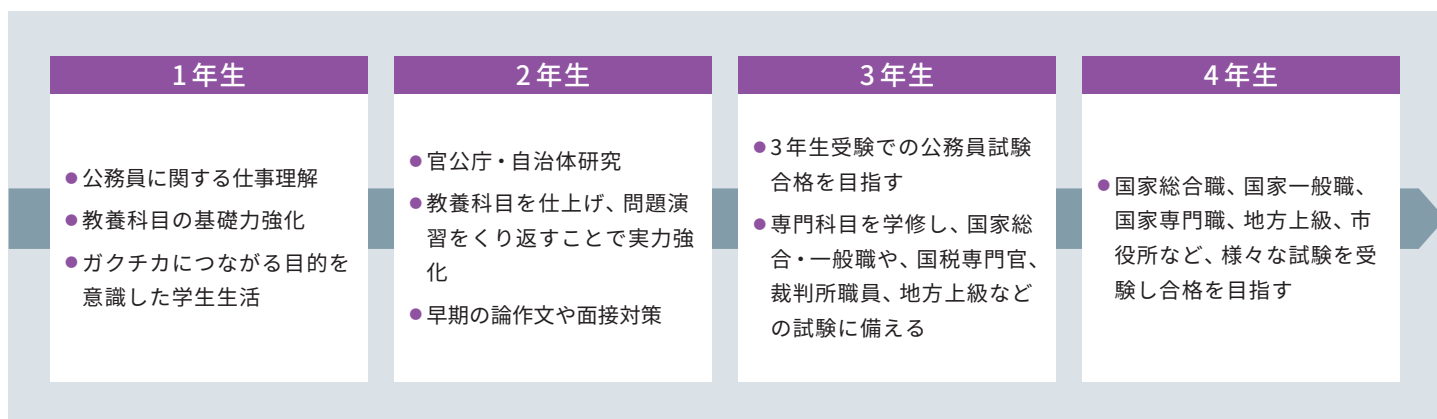 1年生
●公務員に関する仕事理解
●教養科目の基礎力強化
●ガクチカにつながる目的を
意識した学生生活
2年生
●官公庁・自治体研究
●教養科目を仕上げ、問題演
習をくり返すことで実力強
化
●早期の論作文や面接対策
3年生
●3年生受験での公務員試験
合格を目指す
●専門科目を学修し、国家総
合・一般職や、国税専門官、
裁判所職員、地方上級など
の試験に備える
4年生
●国家総合職、国家一般職、
国家専門職、地方上級、市
役所など、様々な試験を受
験し合格を目指す